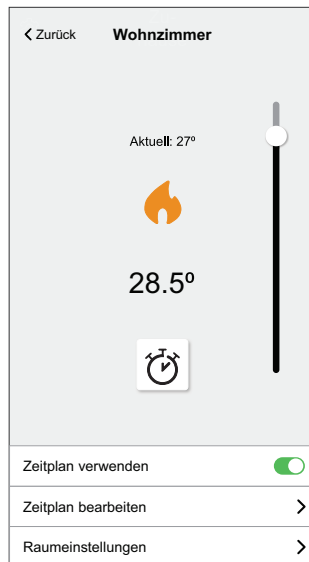 Zurück Wohnzimmer
Aktuell: 27º
28.5º
Zeitplan verwenden
Zeitplan bearbeiten
Raumeinstellungen